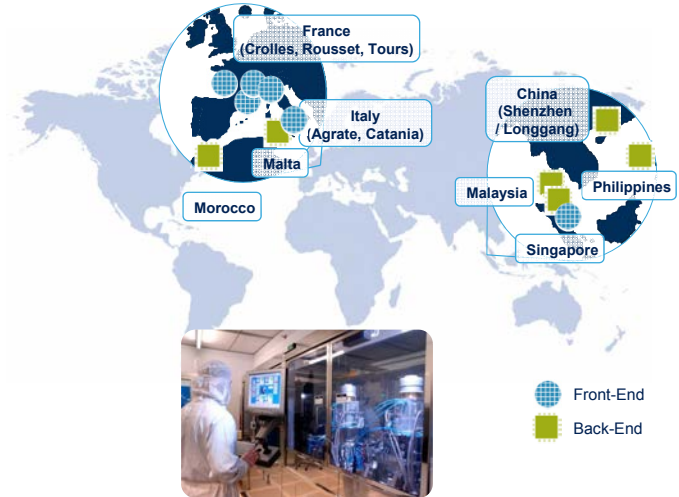 France
(Crolles, Rousset, Tours)
Italy
(Agrate, Catania)
Malta
Morocco
China
(Shenzhen
/ Longgang)
Malaysia
Philippines
Singapore
Front-End
Back-End